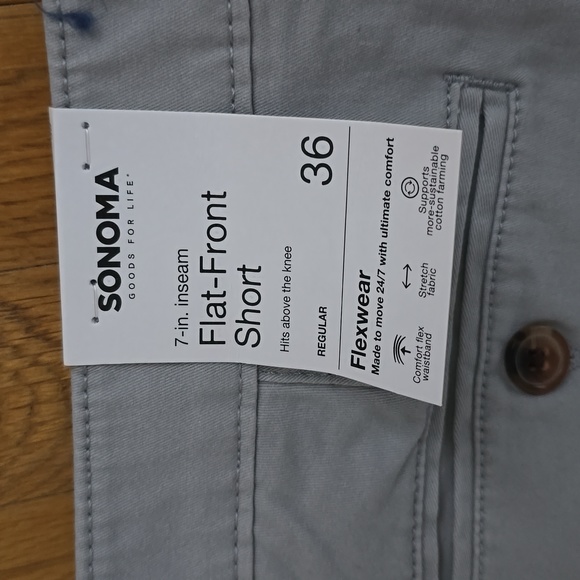 SONOMA
GOODS FOR LIFE®
7-in. inseam
Flat-Front
Short
Hits above the knee
REGULAR
36
Flexwear
Made to move 24/7 with ultimate comfort
Comfort flex
waistband
Stretch
fabric
Supports
more-sustainable
cotton farming